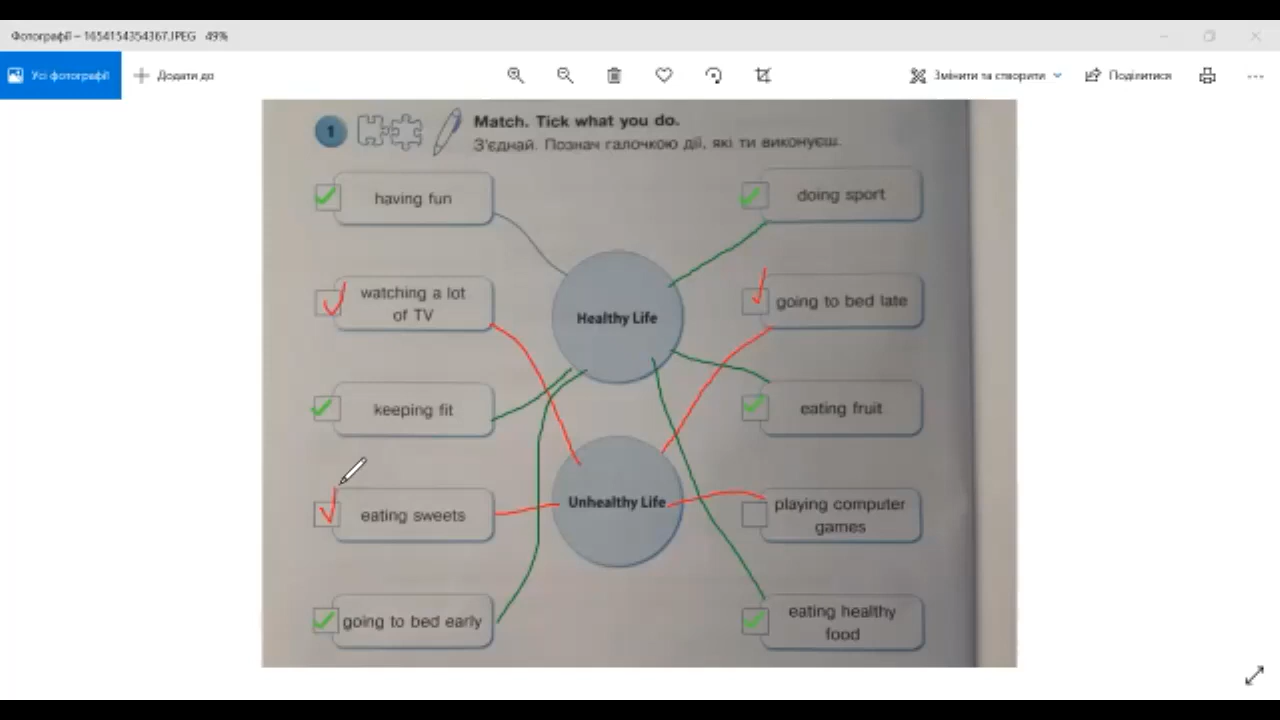 Фотографії – 1654154354367.JPEG 49%
Усі фотографії
Додати до
Змінити та створити
Поділитися
1
Match. Tick what you do.
З'єднай. Познач галочкою дії, які ти виконуєш.
having fun
doing sport
watching a lot
of TV
going to bed late
Healthy Life
keeping fit
eating fruit
eating sweets
Unhealthy Life
playing computer
games
going to bed early
eating healthy
food